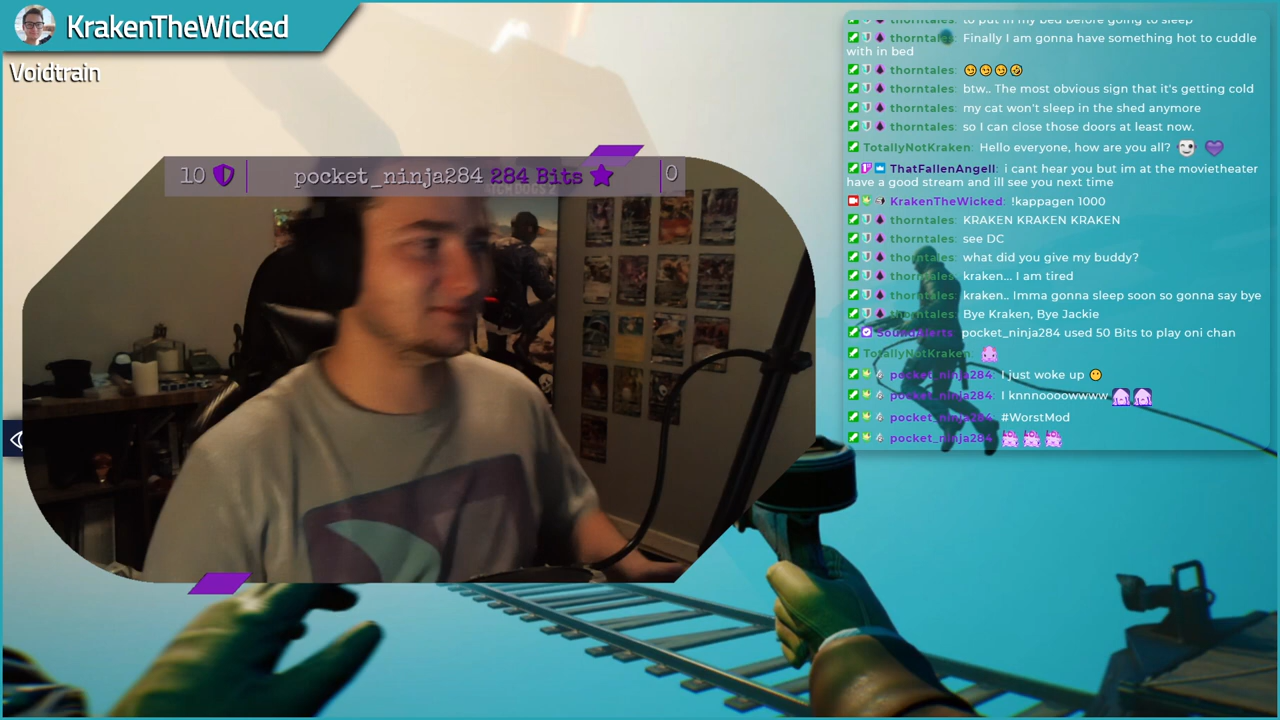 KrakenTheWicked
Voidtrain
10
pocket_ninja284 284 Bits
0
WATCH DOGS 2
to put in my bed before going to sleep
thorntales: Finally I am gonna have something hot to cuddle
with in bed
thorntales:
thorntales: btw.. The most obvious sign that it's getting cold
thorntales: my cat won't sleep in the shed anymore
thorntales: so I can close those doors at least now.
TotallyNotKraken: Hello everyone, how are you all?
ThatFallenAngell: i cant hear you but im at the movietheater
have a good stream and ill see you next time
KrakenTheWicked: !kappagen 1000
thorntales: KRAKEN KRAKEN KRAKEN
thorntales: see DC
thorntales: what did you give my buddy?
thorntales: kraken... I am tired
thorntales: kraken.. Imma gonna sleep soon so gonna say bye
thorntales: Bye Kraken, Bye Jackie
SoundAlerts: pocket_ninja284 used 50 Bits to play oni chan
TotallyNotKraken:
pocket_ninja284: I just woke up
pocket_ninja284: I knnnoooowwww
pocket_ninja284: #WorstMod
pocket_ninja284: